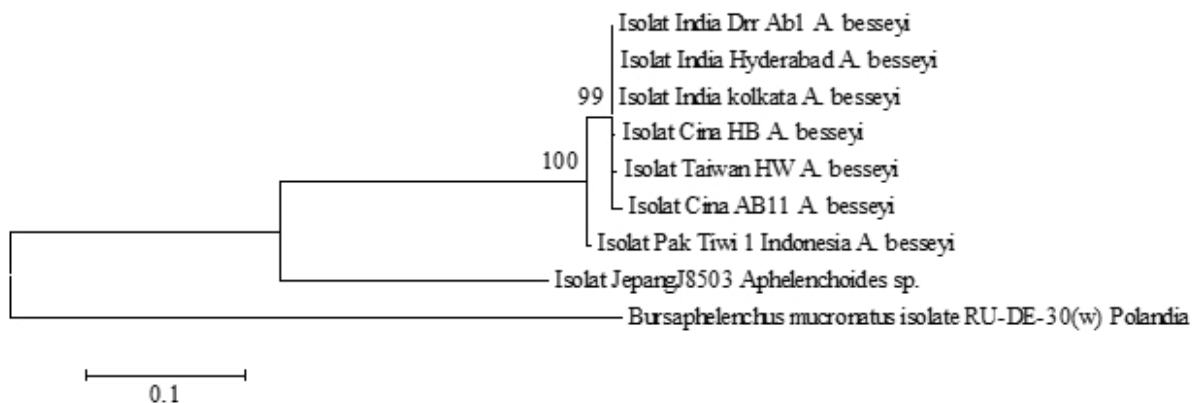 Isolat India Drr Ab1 A. besseyi
Isolat India Hyderabad A. besseyi
99
Isolat India kolkata A. besseyi
Isolat Cina HB A. besseyi
100
Isolat Taiwan HW A. besseyi
Isolat Cina AB11 A. besseyi
Isolat Pak Tiwi 1 Indonesia A. besseyi
Isolat JepangJ8503 Aphelenchoides sp.
Bursaphelenchus mucronatus isolate RU-DE-30(w) Polandia
0.1